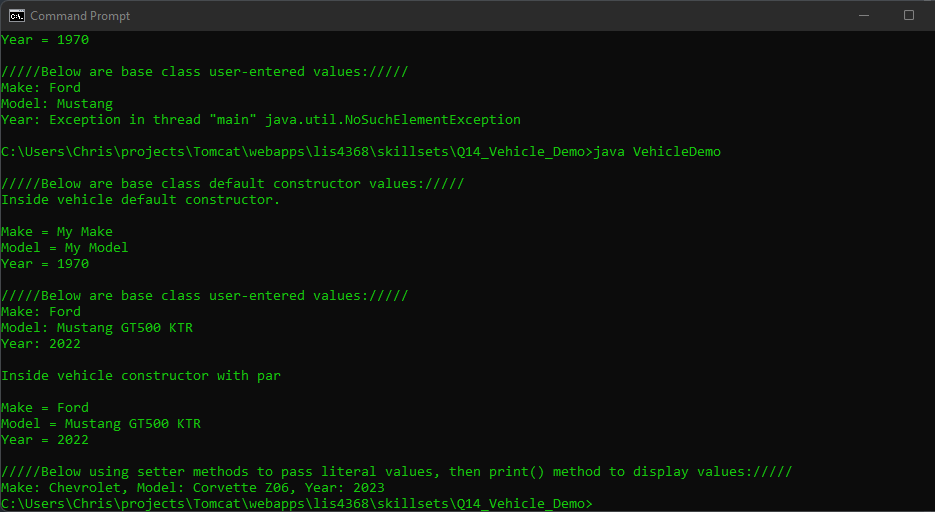 Command Prompt
Year = 1970
/////Below are base class user-entered values://///
Make: Ford
Model: Mustang
Year: Exception in thread "main" java.util.NoSuchElementException
C:\Users\Chris\projects\Tomcat\webapps\lis4368\skillsets\Q14_Vehicle_Demo>java VehicleDemo
/////Below are base class default constructor values://///
Inside vehicle default constructor.
Make = My Make
Model = My Model
Year = 1970
/////Below are base class user-entered values://///
Make: Ford
Model: Mustang GT500 KTR
Year: 2022
Inside vehicle constructor with par
Make = Ford
Model = Mustang GT500 KTR
Year = 2022
/////Below using setter methods to pass literal values, then print() method to display values://///
Make: Chevrolet, Model: Corvette Z06, Year: 2023
C:\Users\Chris\projects\Tomcat\webapps\lis4368\skillsets\Q14_Vehicle_Demo>